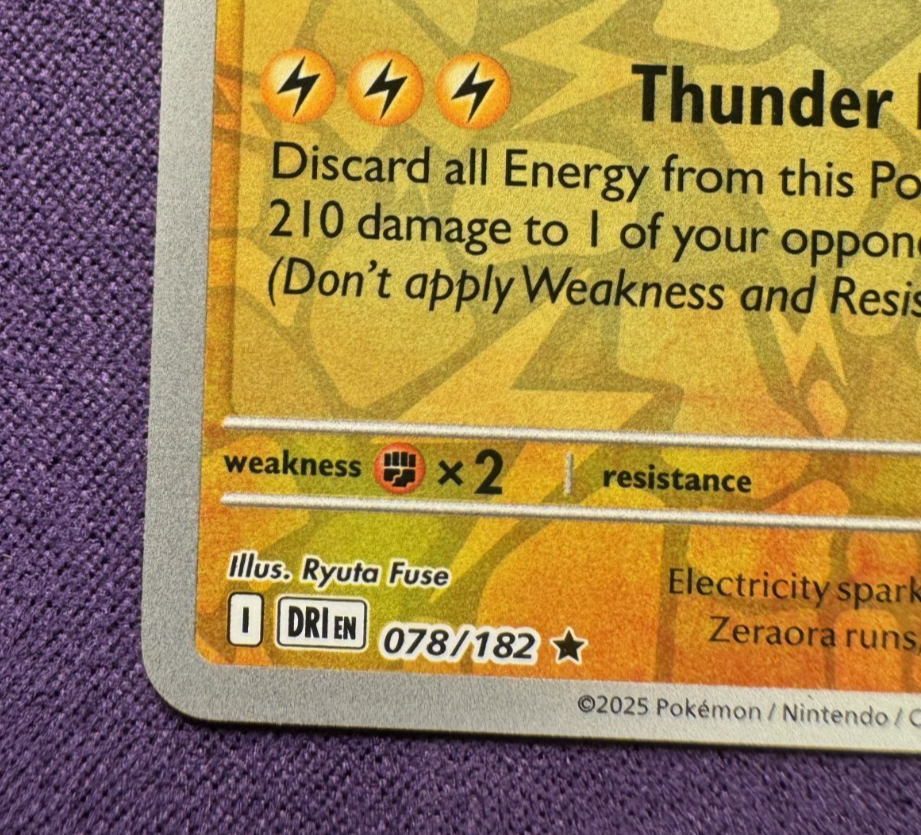 Thunder
Discard all Energy from this Po
210 damage to 1 of your oppon
(Don't apply Weakness and Resis
weakness ×2 resistance
Illus. Ryuta Fuse
I DRI EN 078/182 ★
Electricity spark
Zeraora runs,
©2025 Pokémon / Nintendo / C